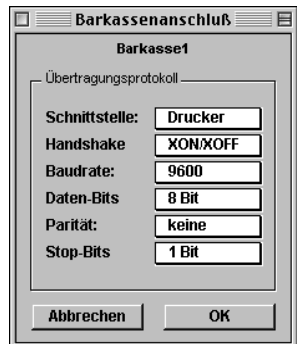 Barkassenanschluß
Barkasse1
Übertragungsprotokoll
Schnittstelle: Drucker
Handshake XON/XOFF
Baudrate: 9600
Daten-Bits 8 Bit
Parität: keine
Stop-Bits 1 Bit
Abbrechen OK